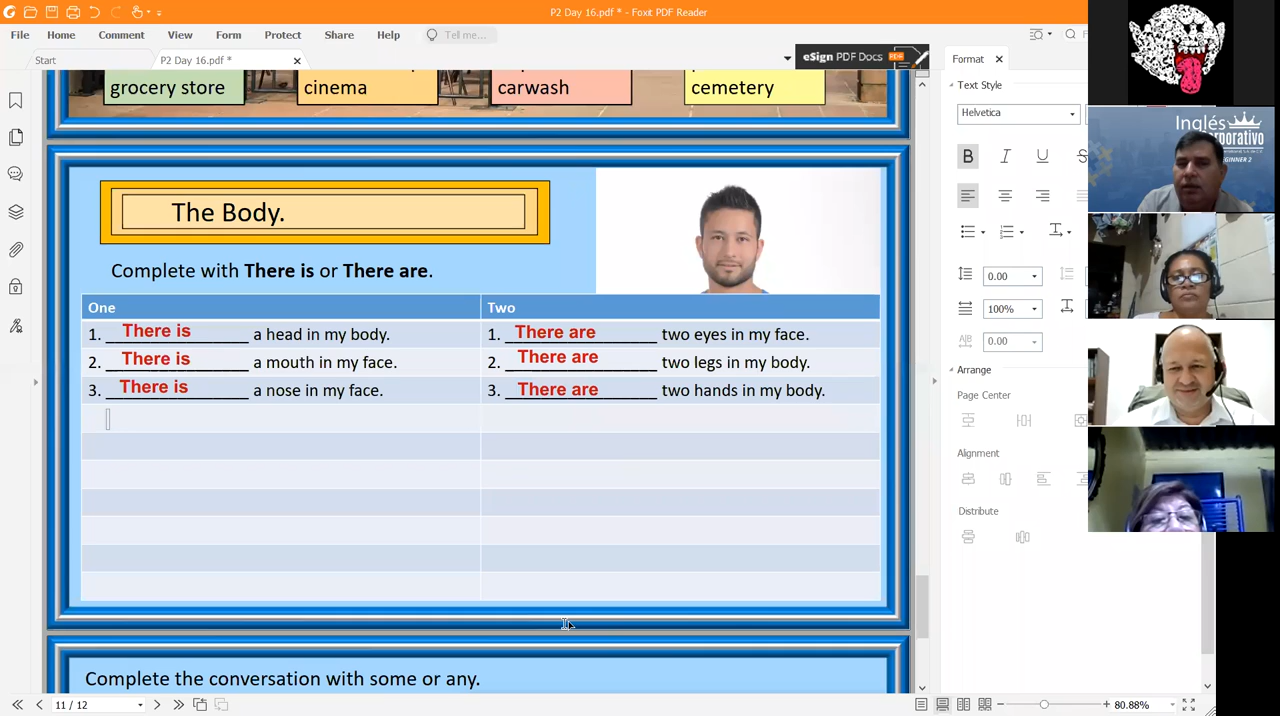 P2 Day 16.pdf * - Foxit PDF Reader
File Home Comment View Form Protect Share Help Tell me...
Start P2 Day 16.pdf * eSign PDF Docs
grocery store cinema carwash cemetery
The Body.
Complete with There is or There are.
One Two
1. There is a head in my body. 1. There are two eyes in my face.
2. There is a mouth in my face. 2. There are two legs in my body.
3. There is a nose in my face. 3. There are two hands in my body.
Complete the conversation with some or any.
11 / 12
80.88%
Format
Text Style
Helvetica
B I U S
0.00
100%
0.00
Arrange
Page Center
Alignment
Distribute
Inglés